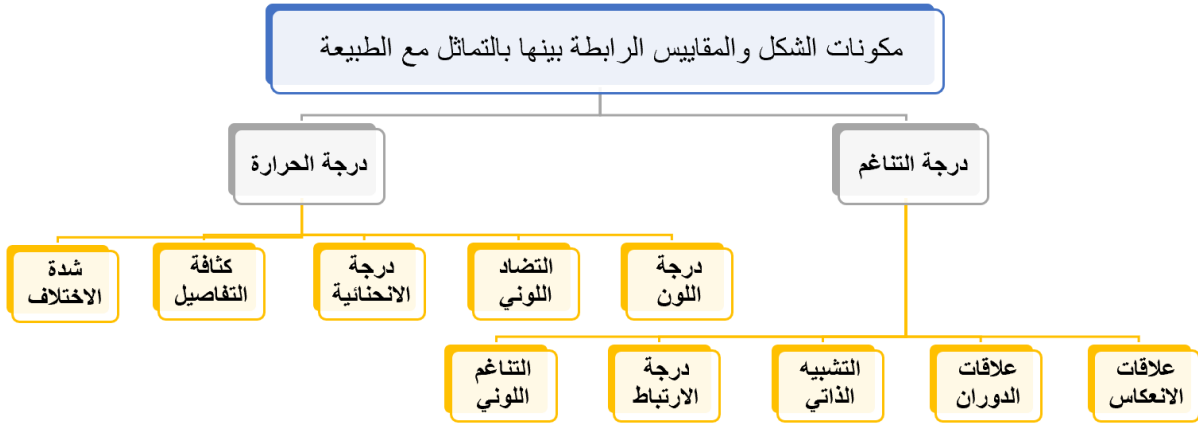 مكونات الشكل والمقاييس الرابطة بينها بالتماثل مع الطبيعة
درجة التناغم
درجة الحرارة
درجة
اللون
التضاد
اللوني
درجة
الانحنائية
كثافة
التفاصيل
شدة
الاختلاف
علاقات
الانعكاس
علاقات
الدوران
التشبيه
الذاتي
درجة
الارتباط
التناغم
اللوني